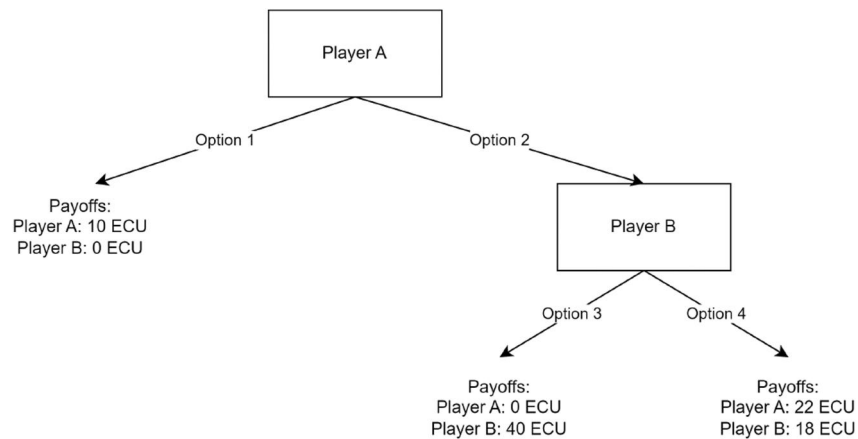 Player A
Option 1
Option 2
Payoffs:
Player A: 10 ECU
Player B: 0 ECU
Player B
Option 3
Option 4
Payoffs:
Player A: 0 ECU
Player B: 40 ECU
Payoffs:
Player A: 22 ECU
Player B: 18 ECU